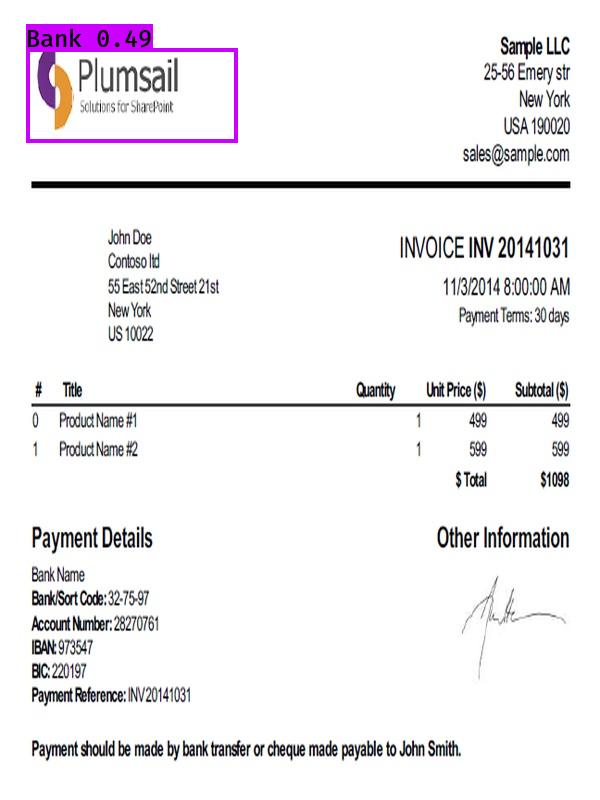 Bank 0.49
Plumsail
Solutions for SharePoint
Sample LLC
25-56 Emery str
New York
USA 190020
sales@sample.com
John Doe
Contoso ltd
55 East 52nd Street 21st
New York
US 10022
INVOICE INV 20141031
11/3/2014 8:00:00 AM
Payment Terms: 30 days
# Title Quantity Unit Price ($) Subtotal ($)
0 Product Name #1 1 499 499
1 Product Name #2 1 599 599
$ Total $1098
Payment Details
Bank Name
Bank/Sort Code: 32-75-97
Account Number: 28270761
IBAN: 973547
BIC: 220197
Payment Reference: INV20141031
Other Information
Payment should be made by bank transfer or cheque made payable to John Smith.